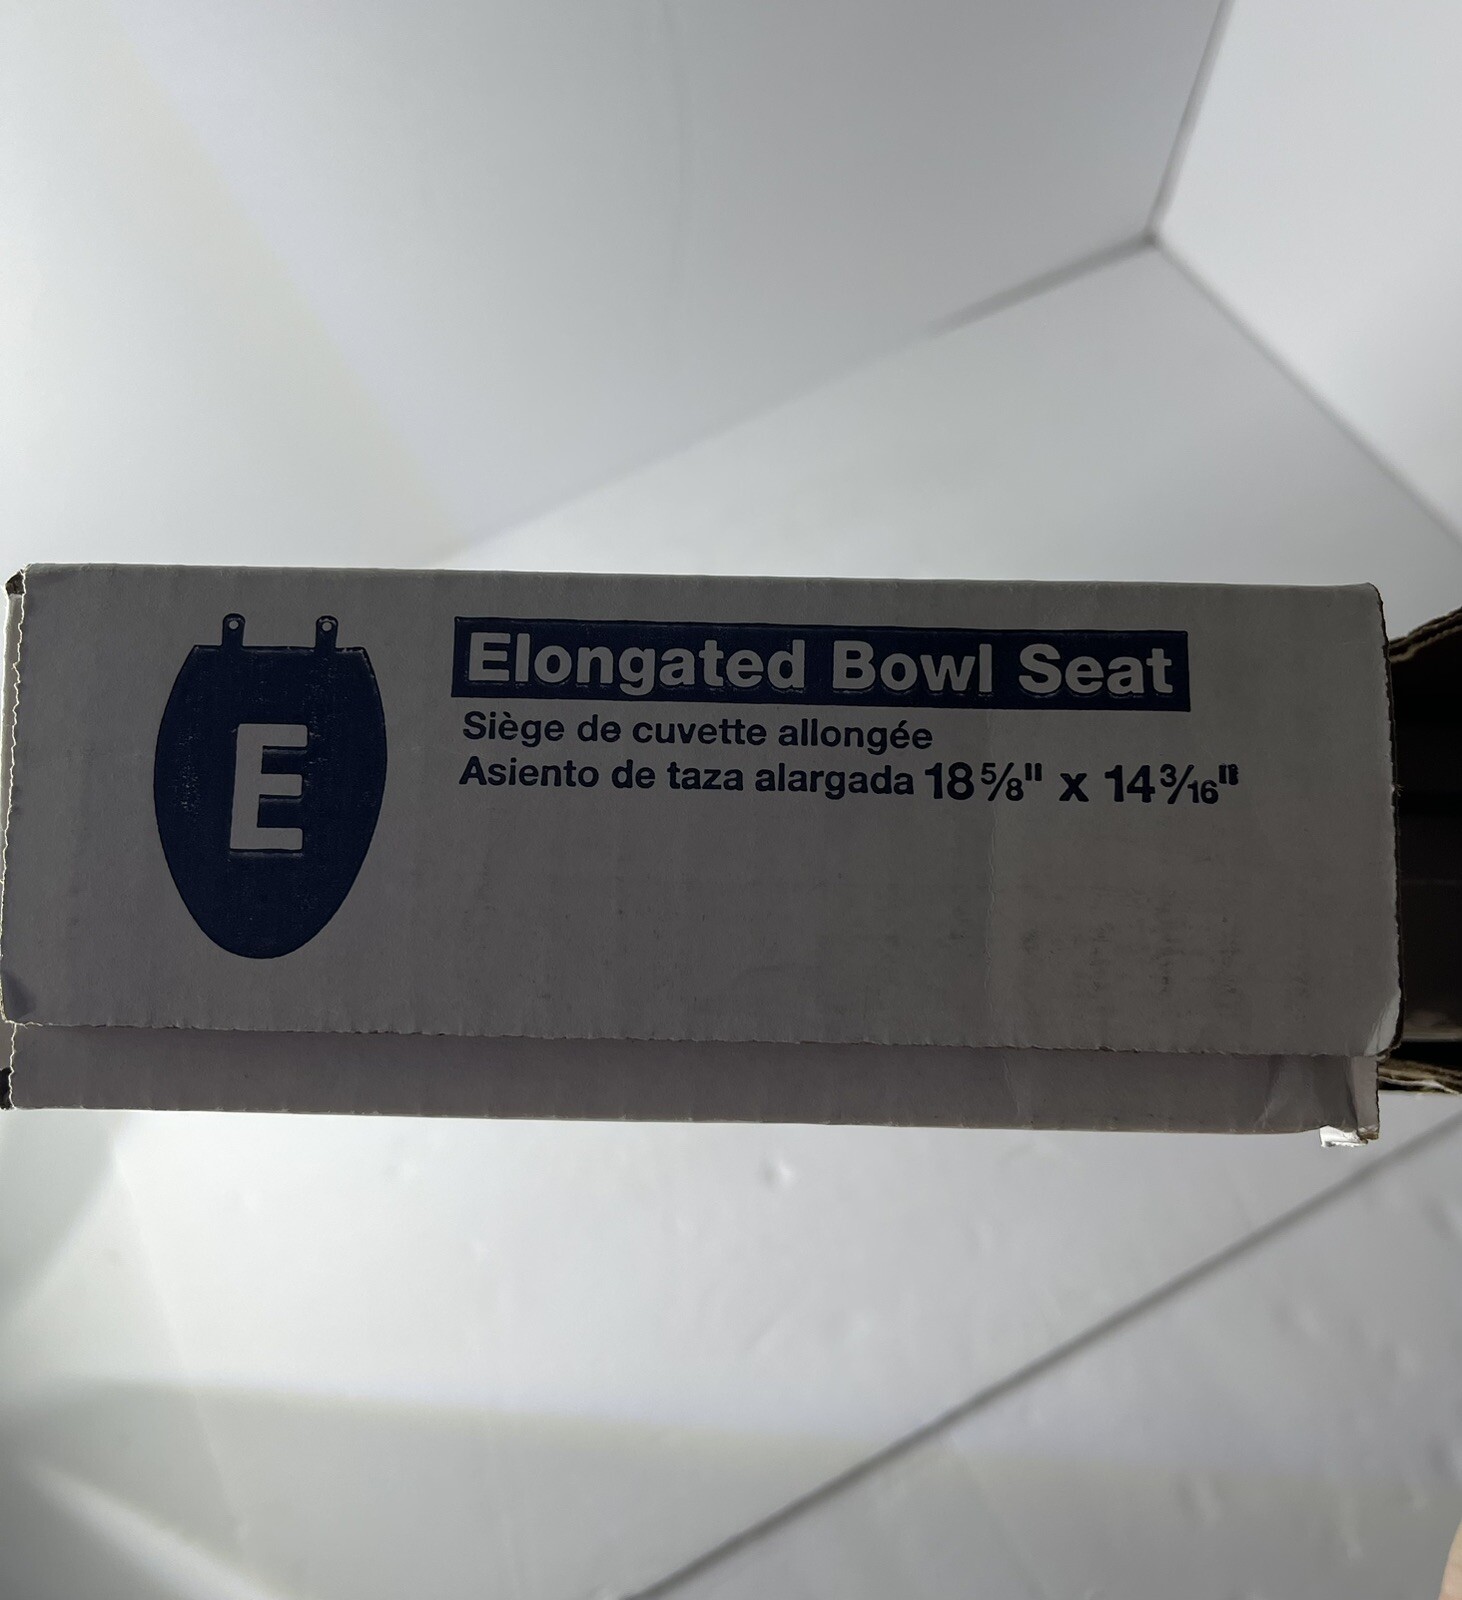 E
Elongated Bowl Seat
Siège de cuvette allongée
Asiento de taza alargada 18 5/8" x 14 3/16"